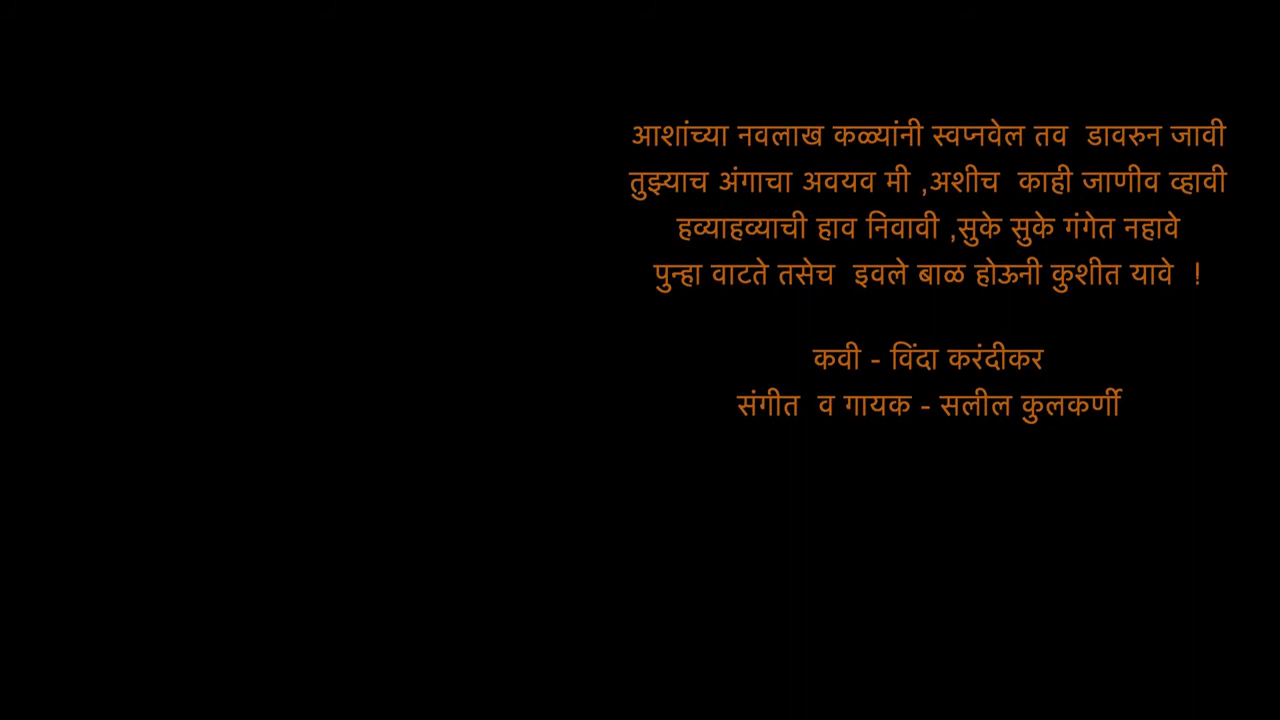 आशांच्या नवलाख कळ्यांनी स्वप्नवेल तव डावरुन जावी
तुझ्याच अंगाचा अवयव मी ,अशीच काही जाणीव व्हावी
हव्याहव्याची हाव निवावी ,सुके सुके गंगेत नहावे
पुन्हा वाटते तसेच इवले बाळ होऊनी कुशीत यावे !
कवी - विंदा करंदीकर
संगीत व गायक - सलील कुलकर्णी